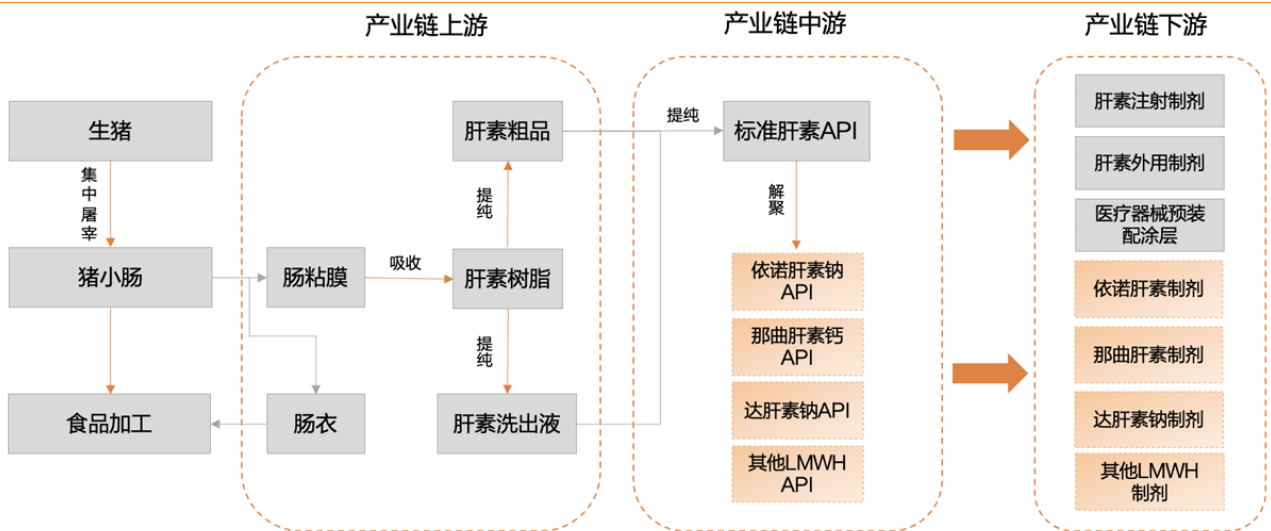 产业链上游
产业链中游
产业链下游
生猪
集中屠宰
猪小肠
食品加工
肠粘膜
肠衣
吸收
肝素粗品
提纯
肝素树脂
提纯
肝素洗出液
提纯
标准肝素API
解聚
依诺肝素钠
API
那曲肝素钙
API
达肝素钠API
其他LMWH
API
肝素注射制剂
肝素外用制剂
医疗器械预装
配涂层
依诺肝素制剂
那曲肝素制剂
达肝素钠制剂
其他LMWH
制剂